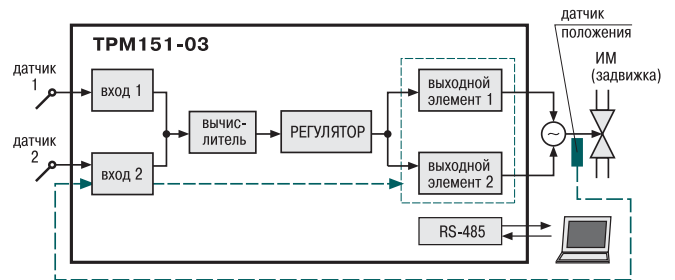 датчик
положения
ТРМ151-03
ИМ
(задвижка)
датчик
1
вход 1
выходной
элемент 1
вычис-
литель
РЕГУЛЯТОР
~
датчик
2
вход 2
выходной
элемент 2
RS-485